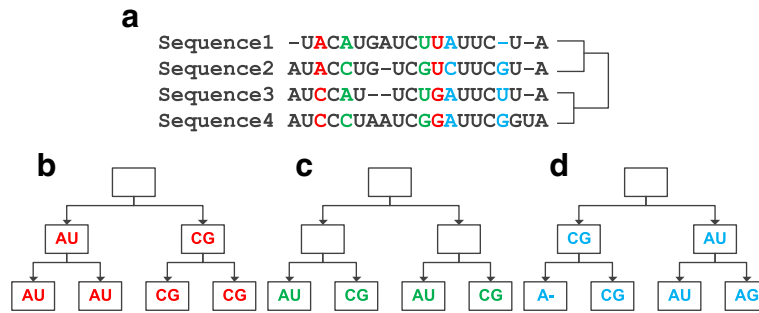 a
Sequence1 -UACAUGAUCUUAUUC-U-A
Sequence2 AUACCUG-UCGUCUUCGU-A
Sequence3 AUCCAU--UCUGAUUCUU-A
Sequence4 AUCCCUAAUCGGAUUCGGUA
b
AU CG
AU AU CG CG
c
AU CG AU CG
d
CG AU
A- CG AU AG